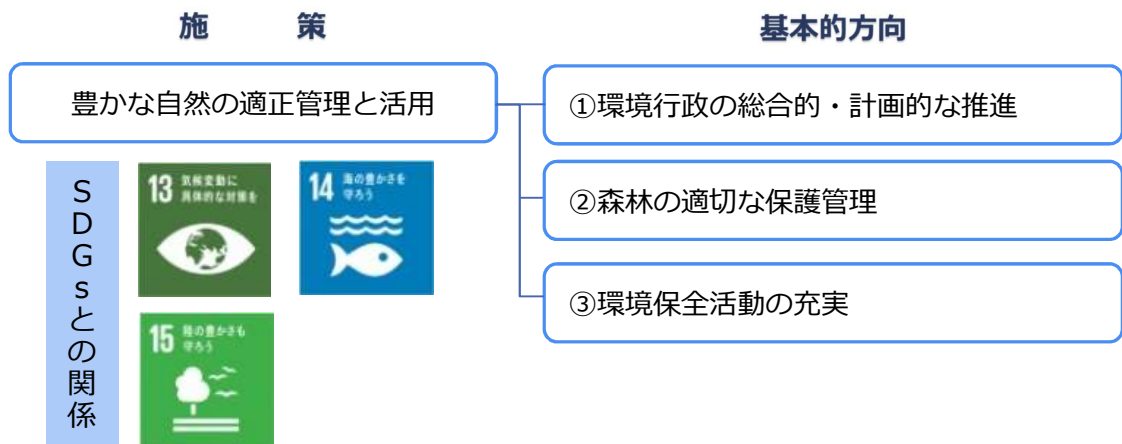 施　策
基本的方向
豊かな自然の適正管理と活用
①環境行政の総合的・計画的な推進
②森林の適切な保護管理
③環境保全活動の充実
SDGsとの関係
13 気候変動に
具体的な対策を
14 海の豊かさを
守ろう
15 陸の豊かさも
守ろう